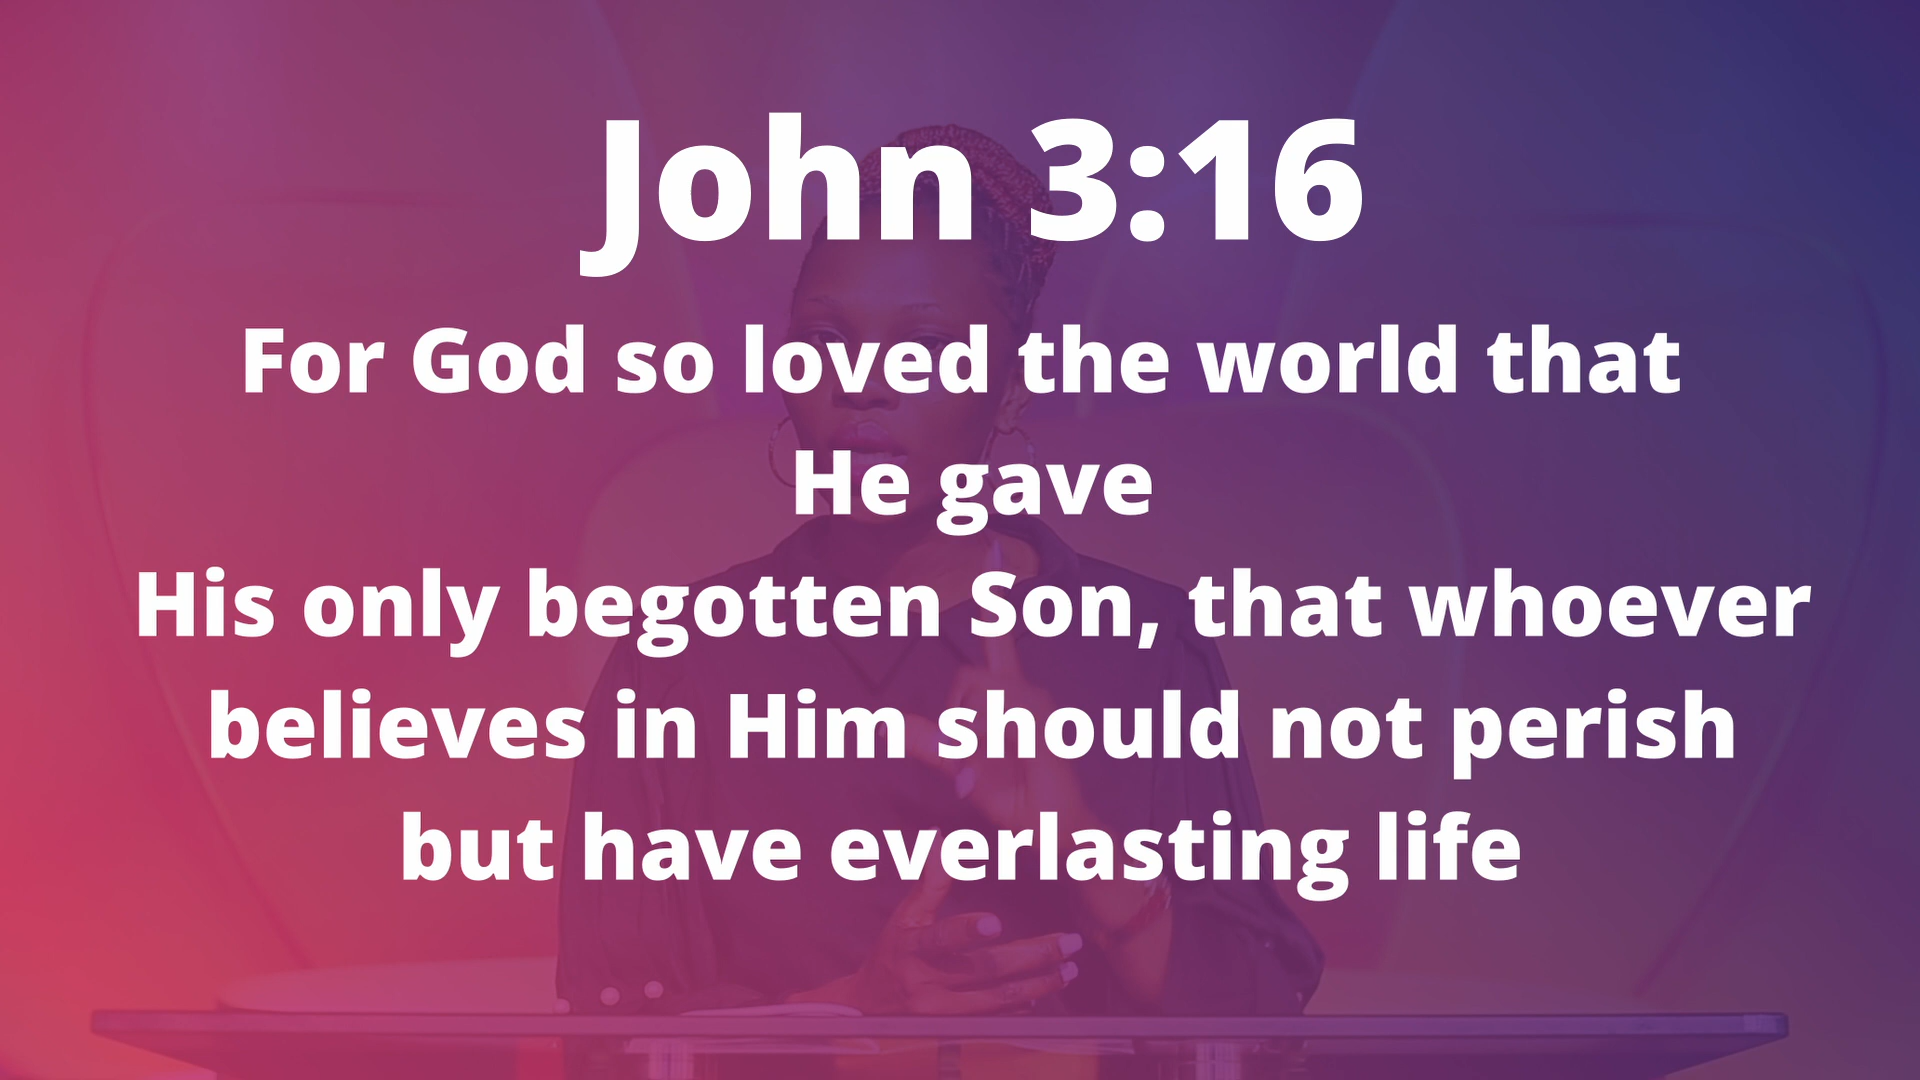 John 3:16
For God so loved the world that
He gave
His only begotten Son, that whoever
believes in Him should not perish
but have everlasting life